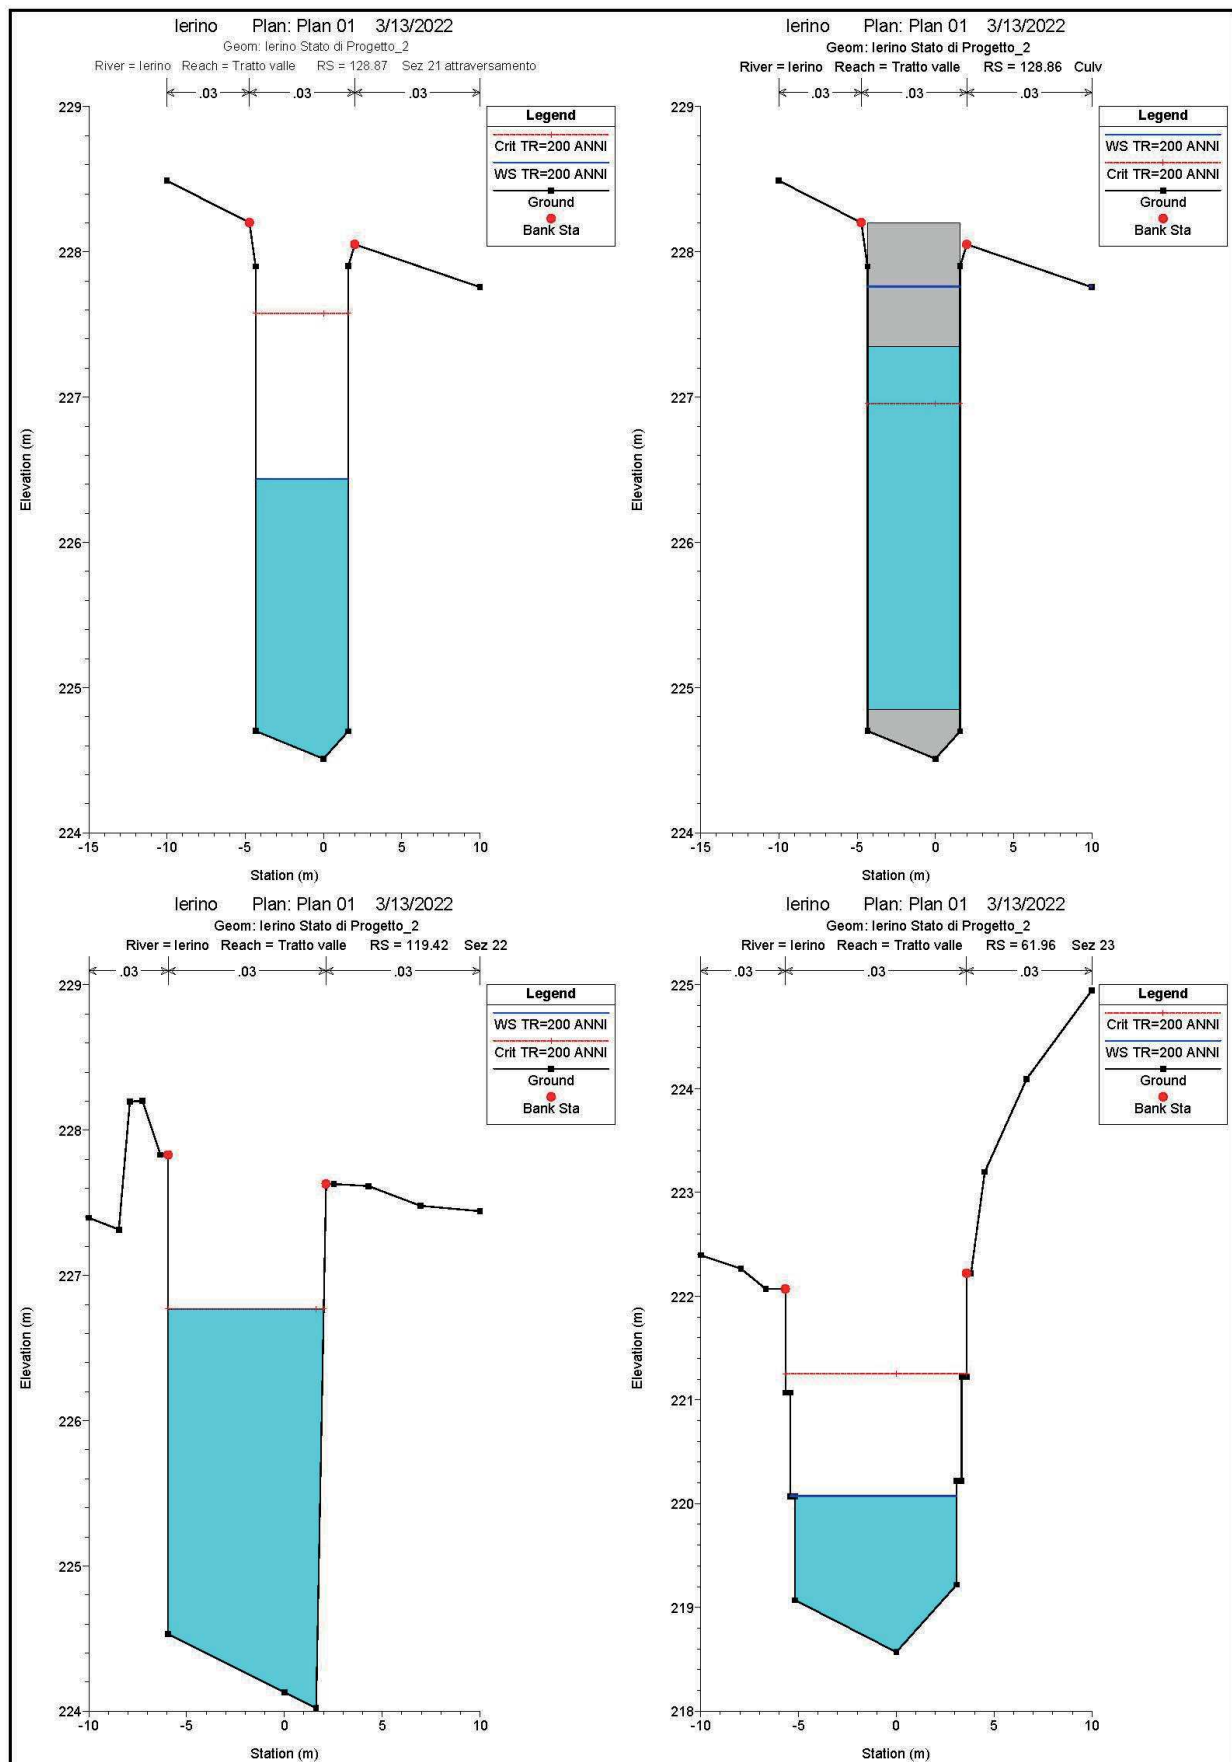 Ierino Plan: Plan 01 3/13/2022
Geom: Ierino Stato di Progetto_2
River = Ierino Reach = Tratto valle RS = 128.87 Sez 21 attraversamento
.03 .03 .03
229
228
227
226
225
224
-15 -10 -5 0 5 10
Elevation (m)
Station (m)
Legend
Crit TR=200 ANNI
WS TR=200 ANNI
Ground
Bank Sta
Ierino Plan: Plan 01 3/13/2022
Geom: Ierino Stato di Progetto_2
River = Ierino Reach = Tratto valle RS = 128.86 Culv
.03 .03 .03
229
228
227
226
225
224
-15 -10 -5 0 5 10
Elevation (m)
Station (m)
Legend
WS TR=200 ANNI
Crit TR=200 ANNI
Ground
Bank Sta
Ierino Plan: Plan 01 3/13/2022
Geom: Ierino Stato di Progetto_2
River = Ierino Reach = Tratto valle RS = 119.42 Sez 22
.03 .03 .03
229
228
227
226
225
224
-10 -5 0 5 10
Elevation (m)
Station (m)
Legend
WS TR=200 ANNI
Crit TR=200 ANNI
Ground
Bank Sta
Ierino Plan: Plan 01 3/13/2022
Geom: Ierino Stato di Progetto_2
River = Ierino Reach = Tratto valle RS = 61.96 Sez 23
.03 .03 .03
225
224
223
222
221
220
219
218
-10 -5 0 5 10
Elevation (m)
Station (m)
Legend
Crit TR=200 ANNI
WS TR=200 ANNI
Ground
Bank Sta